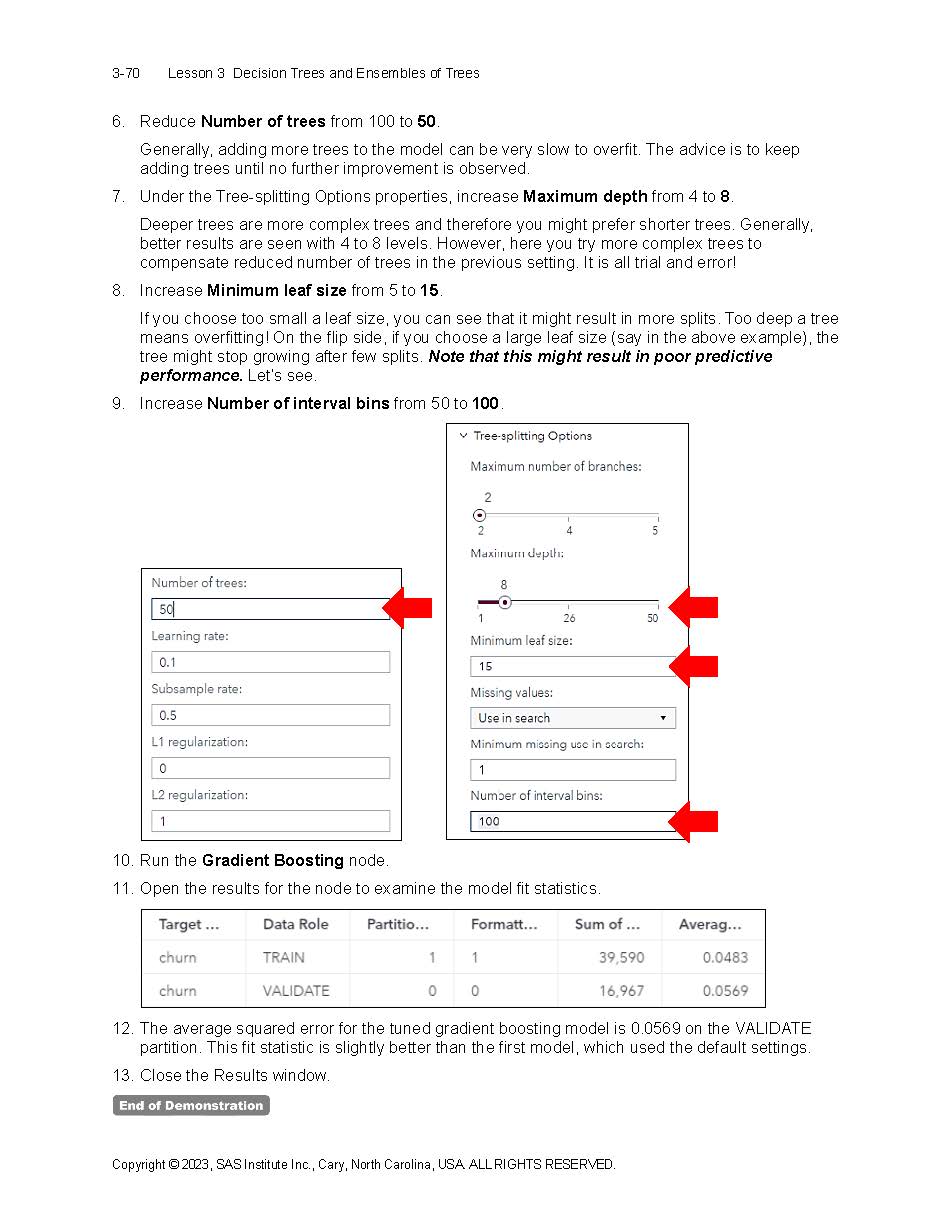 3-70 Lesson 3 Decision Trees and Ensembles of Trees
6. Reduce Number of trees from 100 to 50.
Generally, adding more trees to the model can be very slow to overfit. The advice is to keep
adding trees until no further improvement is observed.
7. Under the Tree-splitting Options properties, increase Maximum depth from 4 to 8.
Deeper trees are more complex trees and therefore you might prefer shorter trees. Generally,
better results are seen with 4 to 8 levels. However, here you try more complex trees to
compensate reduced number of trees in the previous setting. It is all trial and error!
8. Increase Minimum leaf size from 5 to 15.
If you choose too small a leaf size, you can see that it might result in more splits. Too deep a tree
means overfitting! On the flip side, if you choose a large leaf size (say in the above example), the
tree might stop growing after few splits. Note that this might result in poor predictive
performance. Let's see.
9. Increase Number of interval bins from 50 to 100.
Number of trees:
50
Learning rate:
0.1
Subsample rate:
0.5
L1 regularization:
0
L2 regularization:
1
Tree-splitting Options
Maximum number of branches:
2
2 4 5
Maximum depth:
8
1 26 50
Minimum leaf size:
15
Missing values:
Use in search
Minimum missing use in search:
1
Number of interval bins:
100
10. Run the Gradient Boosting node.
11. Open the results for the node to examine the model fit statistics.
Target ... Data Role Partitio... Formatt... Sum of ... Averag...
churn TRAIN 1 1 39,590 0.0483
churn VALIDATE 0 0 16,967 0.0569
12. The average squared error for the tuned gradient boosting model is 0.0569 on the VALIDATE
partition. This fit statistic is slightly better than the first model, which used the default settings.
13. Close the Results window.
End of Demonstration
Copyright © 2023, SAS Institute Inc., Cary, North Carolina, USA. ALL RIGHTS RESERVED.